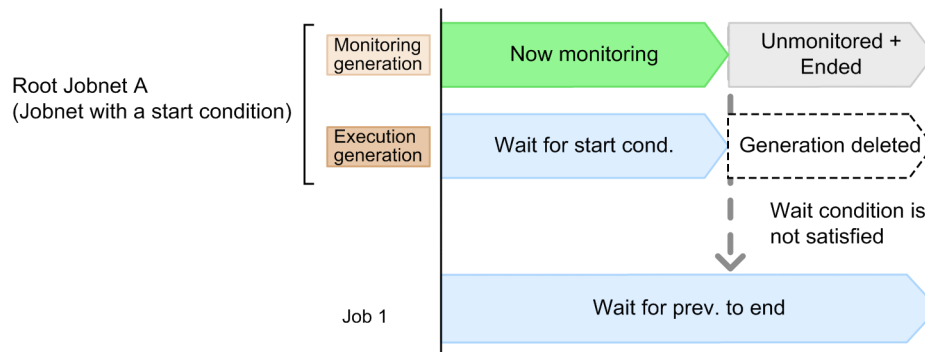 Root Jobnet A
(Jobnet with a start condition)
Monitoring
generation
Now monitoring
Unmonitored +
Ended
Execution
generation
Wait for start cond.
Generation deleted
Wait condition is
not satisfied
Job 1
Wait for prev. to end